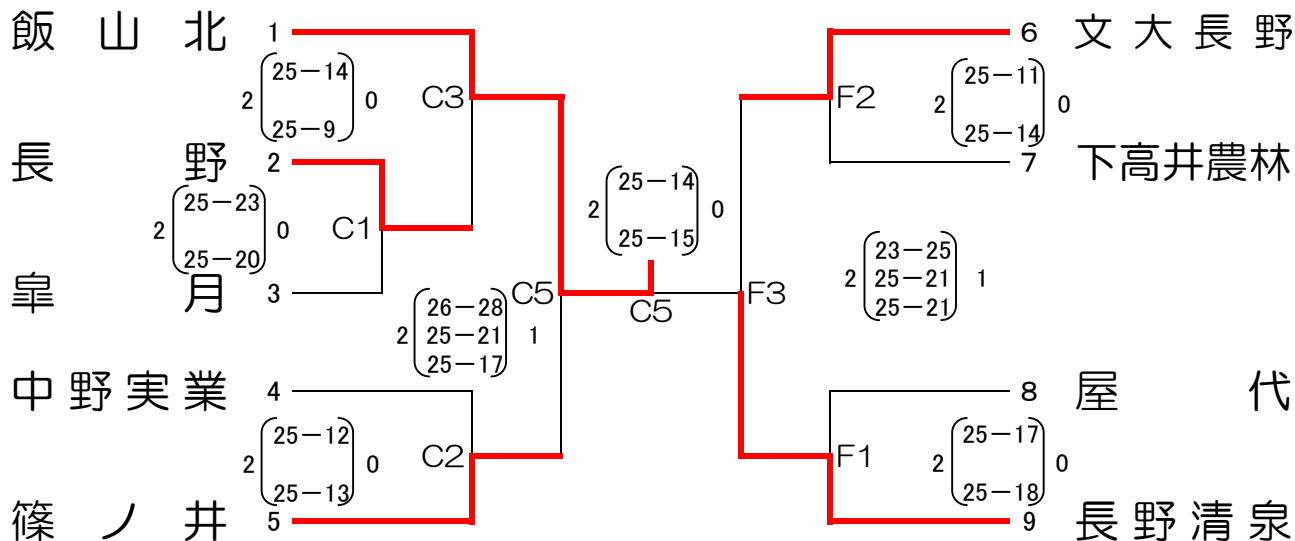 飯山北 1
25－14
2 0
25－9
C3
長野 2
25－23
2 0
25－20
C1
皐月 3
26－28
2 25－21 1
25－17
C5
中野実業 4
25－12
2 0
25－13
C2
篠ノ井 5
25－14
2 0
25－15
C5
6 文大長野
25－11
2 0
25－14
F2
7 下高井農林
23－25
2 25－21 1
25－21
F3
8 屋代
25－17
2 0
25－18
F1
9 長野清泉